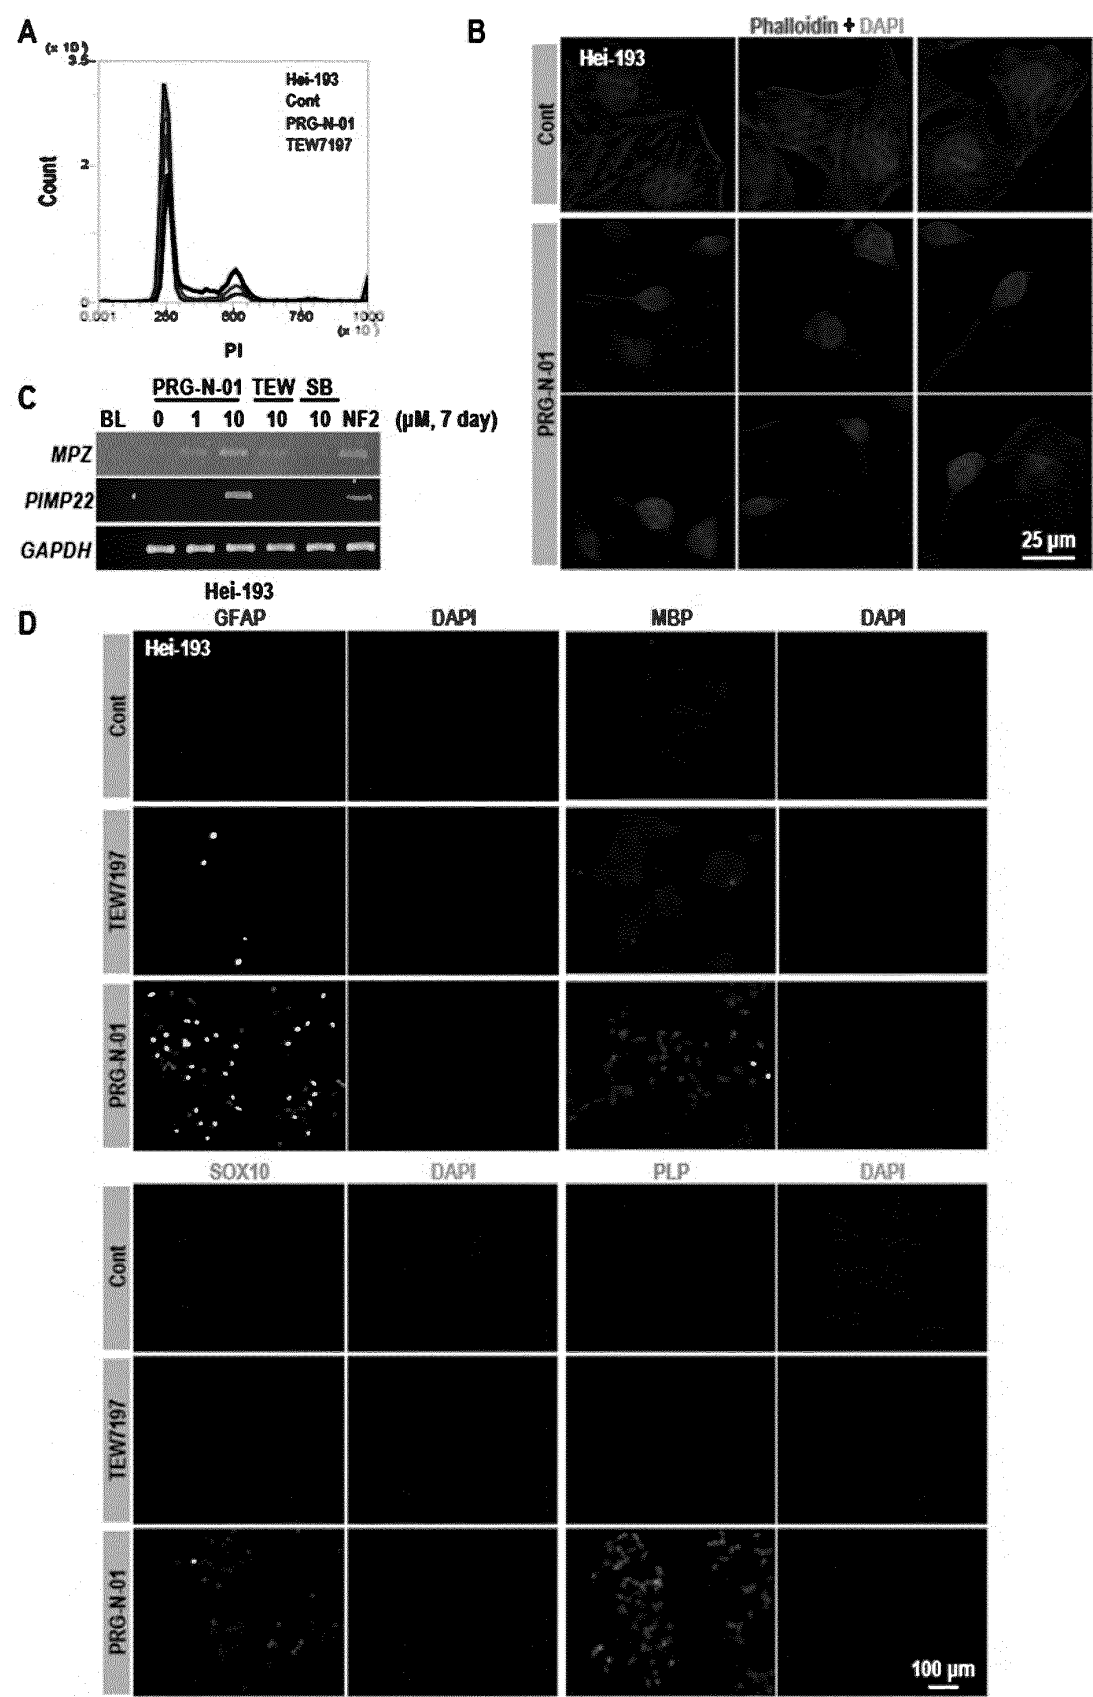 A
(× 10 )
3.5
2
0
Count
Hei-193
Cont
PRG-N-01
TEW7197
0.001 250 500 750 1000
(× 10 )
PI
B
Phalloidin + DAPI
Hei-193
Cont
PRG-N-01
25 µm
C
PRG-N-01 TEW SB
BL 0 1 10 10 10 NF2 (µM, 7 day)
MPZ
PIMP22
GAPDH
Hei-193
D
GFAP DAPI MBP DAPI
Hei-193
Cont
TEW7197
PRG-N-01
SOX10 DAPI PLP DAPI
Cont
TEW7197
PRG-N-01
100 µm